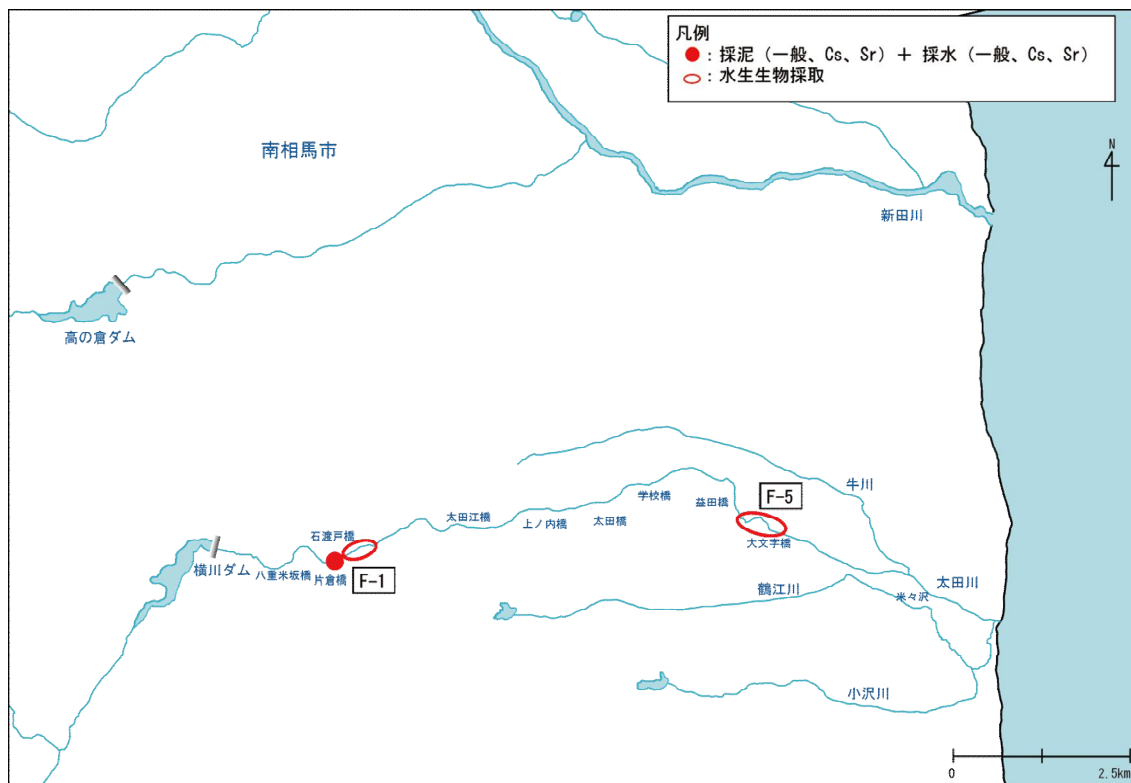 凡例
：採泥（一般、Cs、Sr）＋ 採水（一般、Cs、Sr）
：水生生物採取
N
南相馬市
新田川
高の倉ダム
牛川
学校橋
益田橋
F-5
太田江橋
上ノ内橋
太田橋
石渡戸橋
大文字橋
横川ダム
八重米坂橋
片倉橋
F-1
鶴江川
米々沢
太田川
小沢川
0
2.5km